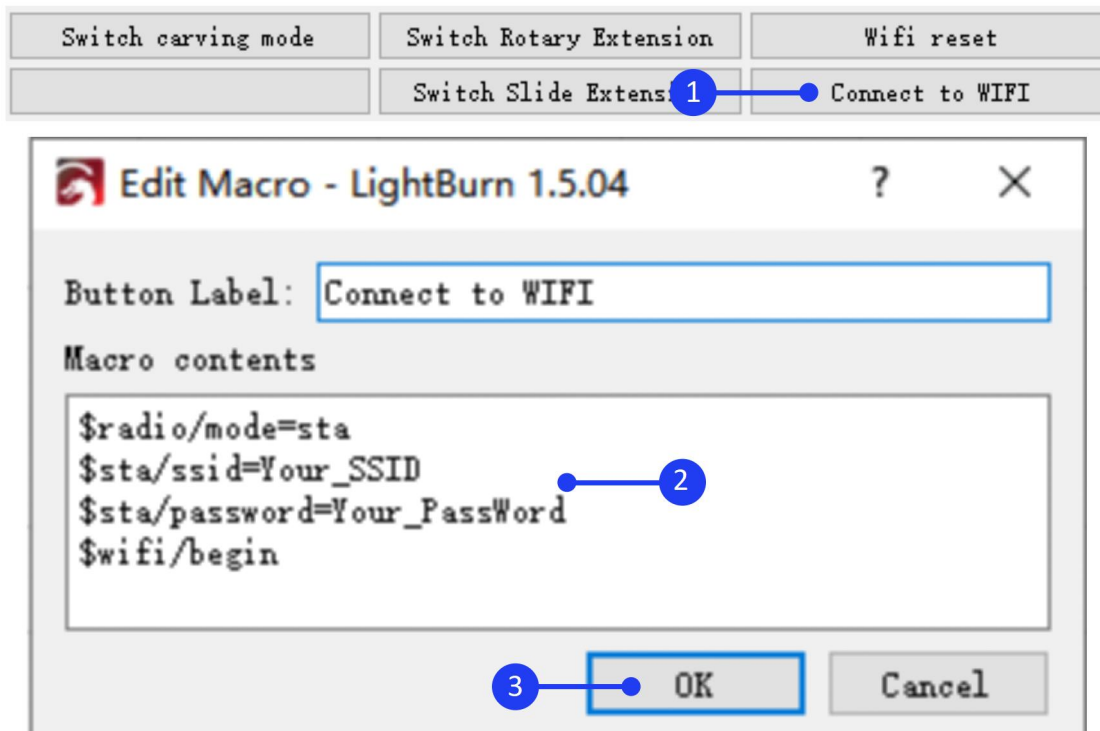 Switch carving mode
Switch Rotary Extension
Wifi reset
Switch Slide
1
Connect to WIFI
Edit Macro - LightBurn 1.5.04
?
Button Label: Connect to WIFI
Macro contents
$radio/mode=sta
$sta/ssid=Your_SSID
2
$sta/password=Your_PassWord
$wifi/begin
3
OK
Cancel